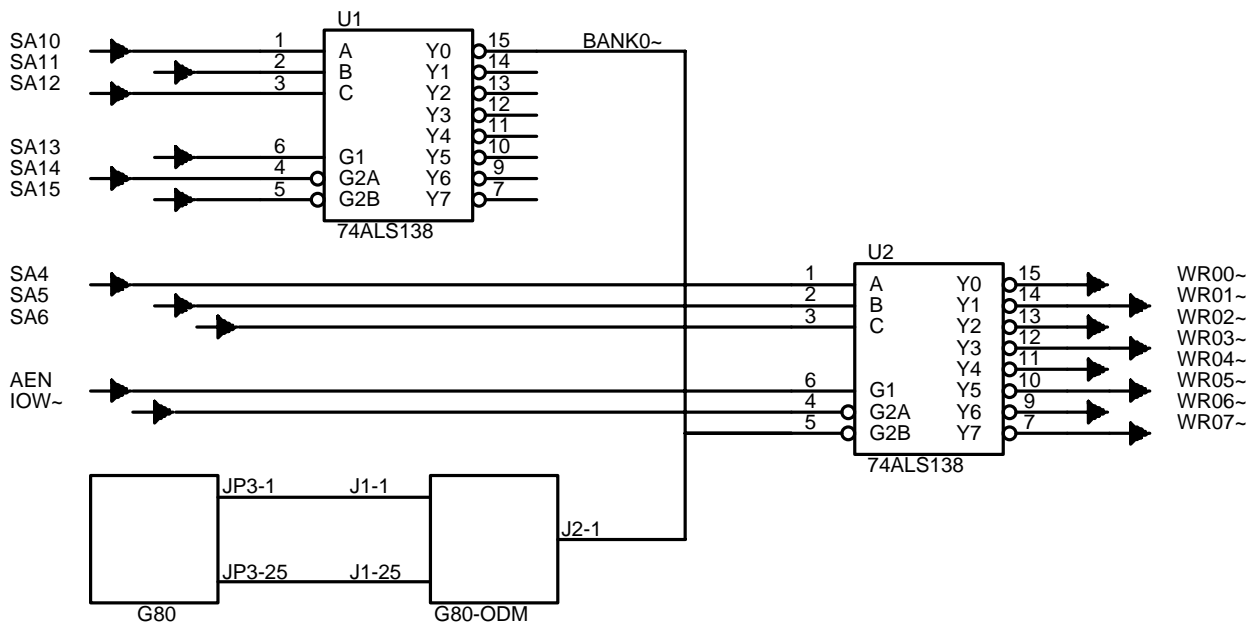 U1
SA10 1 A Y0 15 BANK0~
SA11 2 B Y1 14
SA12 3 C Y2 13
Y3 12
Y4 11
SA13 6 G1 Y5 10
SA14 4 G2A Y6 9
SA15 5 G2B Y7 7
74ALS138
U2
SA4 1 A Y0 15 WR00~
SA5 2 B Y1 14 WR01~
SA6 3 C Y2 13 WR02~
Y3 12 WR03~
Y4 11 WR04~
AEN 6 G1 Y5 10 WR05~
IOW~ 4 G2A Y6 9 WR06~
5 G2B Y7 7 WR07~
74ALS138
JP3-1 J1-1
J2-1
JP3-25 J1-25
G80 G80-ODM